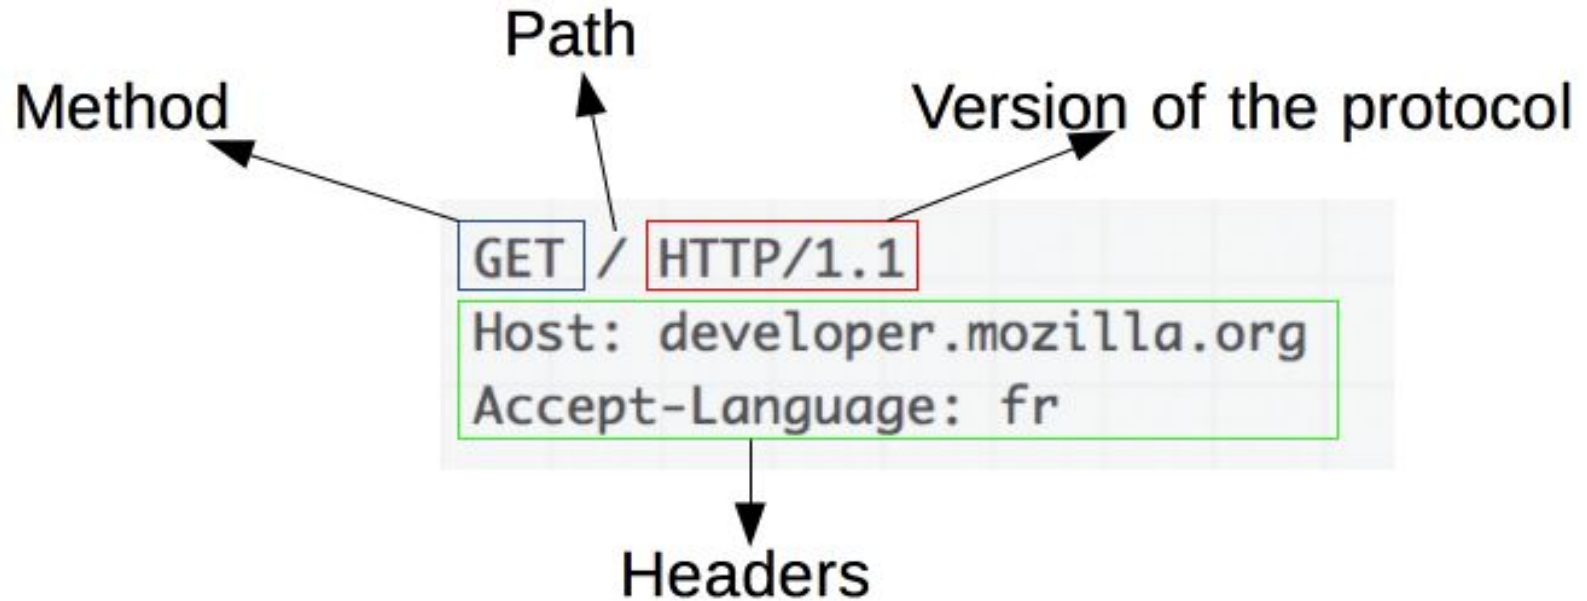 Path
Method
Version of the protocol
GET / HTTP/1.1
Host: developer.mozilla.org
Accept-Language: fr
Headers